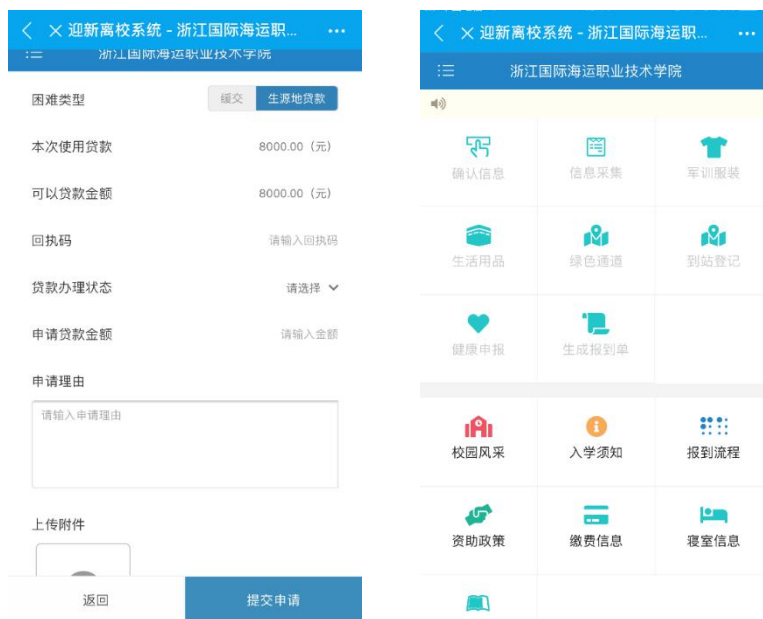 迎新离校系统 - 浙江国际海运职...
浙江国际海运职业技术学院
困难类型 缓交 生源地贷款
本次使用贷款 8000.00（元）
可以贷款金额 8000.00（元）
回执码 请输入回执码
贷款办理状态 请选择
申请贷款金额 请输入金额
申请理由
请输入申请理由
上传附件
返回 提交申请
迎新离校系统 - 浙江国际海运职...
浙江国际海运职业技术学院
确认信息 信息采集 军训服装
生活用品 绿色通道 到站登记
健康申报 生成报到单
校园风采 入学须知 报到流程
资助政策 缴费信息 寝室信息